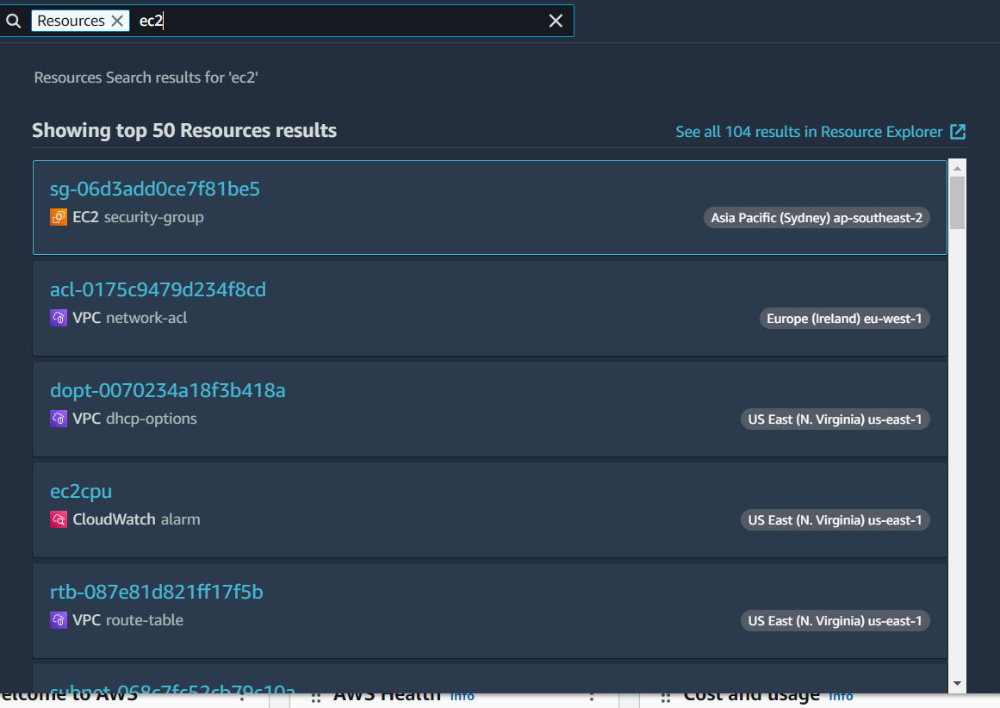 Resources ec2
Resources Search results for 'ec2'
Showing top 50 Resources results
See all 104 results in Resource Explorer
sg-06d3add0ce7f81be5
EC2 security-group
Asia Pacific (Sydney) ap-southeast-2
acl-0175c9479d234f8cd
VPC network-acl
Europe (Ireland) eu-west-1
dopt-0070234a18f3b418a
VPC dhcp-options
US East (N. Virginia) us-east-1
ec2cpu
CloudWatch alarm
US East (N. Virginia) us-east-1
rtb-087e81d821ff17f5b
VPC route-table
US East (N. Virginia) us-east-1
subnet-068c7fc52cb79c10a
elcome to AWS
AWS Health Info
Cost and usage Info